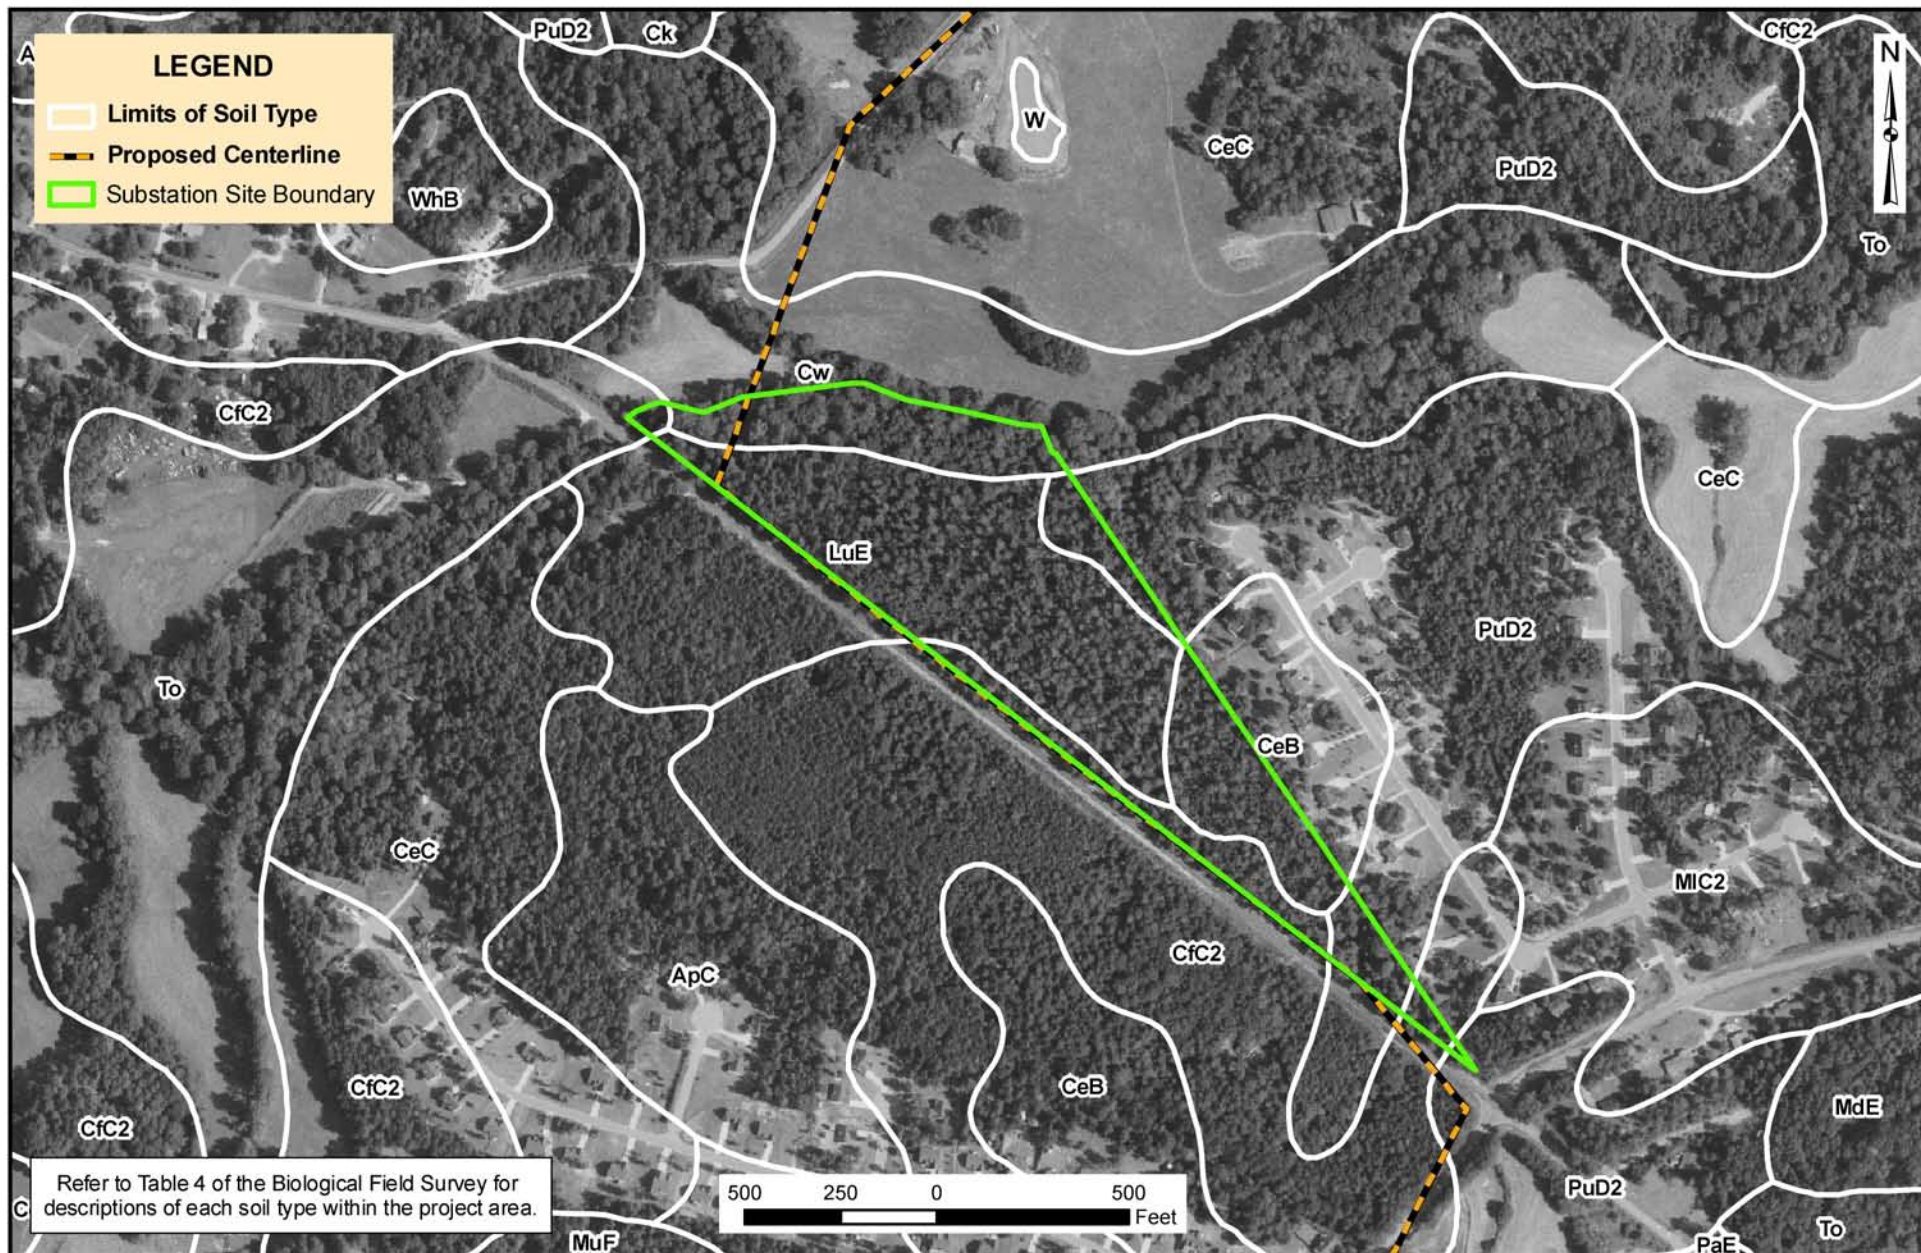 LEGEND
Limits of Soil Type
Proposed Centerline
Substation Site Boundary
PuD2
Ck
CfC2
N
W
CeC
PuD2
WhB
To
Cw
CfC2
CeC
LuE
PuD2
To
CeB
CeC
MlC2
CfC2
ApC
CfC2
CeB
CfC2
MdE
Refer to Table 4 of the Biological Field Survey for
descriptions of each soil type within the project area.
500 250 0 500
Feet
PuD2
To
MuF
PaE